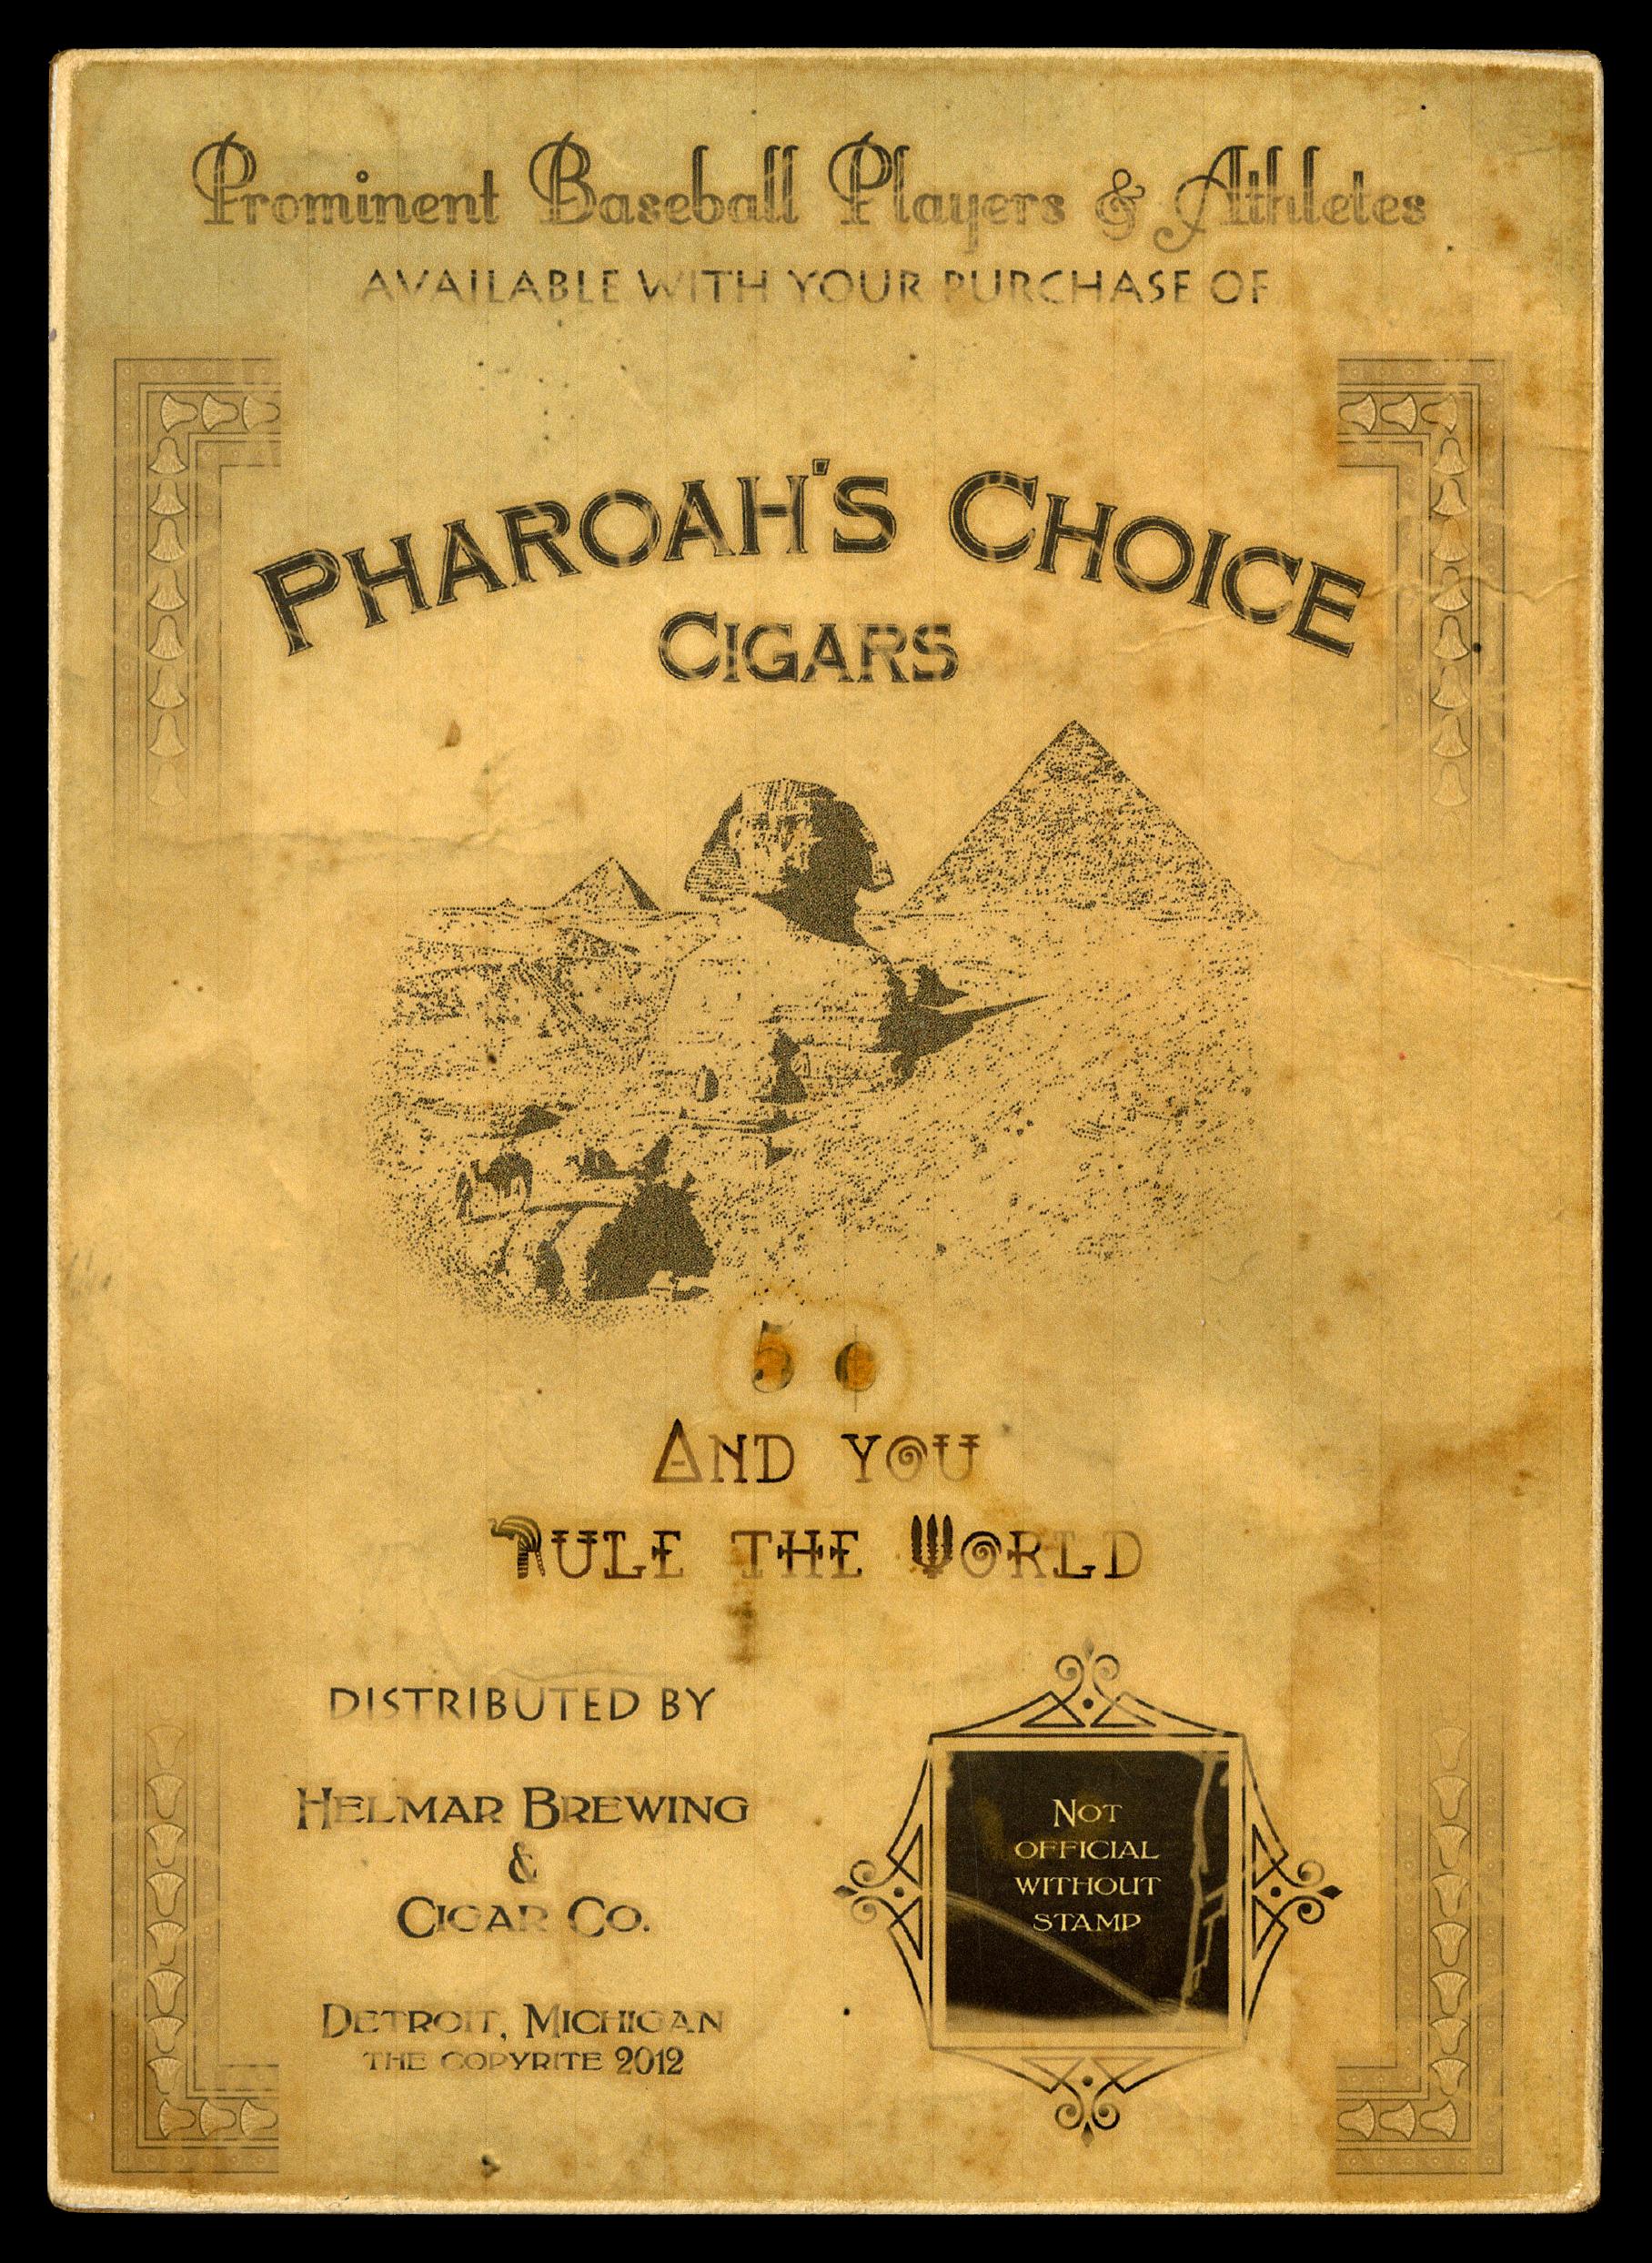 Prominent Baseball Players & Athletes
AVAILABLE WITH YOUR PURCHASE OF
PHAROAH'S CHOICE
CIGARS
5 ¢
AND YOU
RULE THE WORLD
DISTRIBUTED BY
HELMAR BREWING
&
CIGAR CO.
DETROIT, MICHIGAN
THE COPYRITE 2012
NOT
OFFICIAL
WITHOUT
STAMP